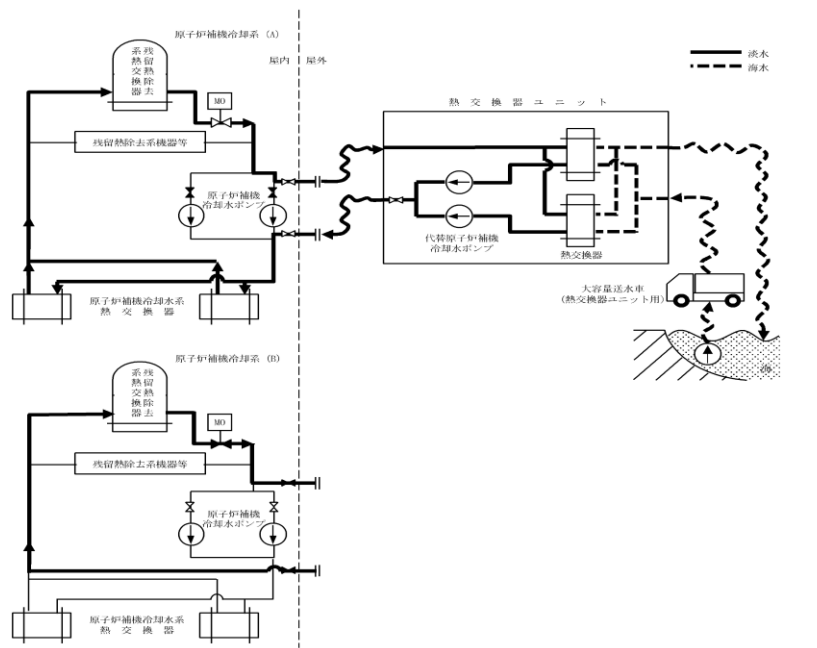 原子炉補機冷却系 (A)
屋内
屋外
残留熱除去
系熱交換器
MO
残留熱除去系機器等
原子炉補機
冷却水ポンプ
原子炉補機冷却水系
熱交換器
淡水
海水
熱交換器ユニット
代替原子炉補機
冷却水ポンプ
熱交換器
大容量送水車
(熱交換器ユニット用)
海
原子炉補機冷却系 (B)
残留熱除去
系熱交換器
MO
残留熱除去系機器等
原子炉補機
冷却水ポンプ
原子炉補機冷却水系
熱交換器